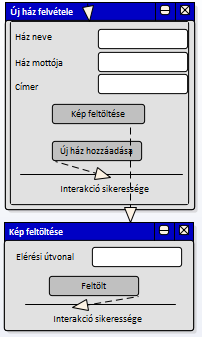 Új ház felvétele
Ház neve
Ház mottója
Címer
Kép feltöltése
Új ház hozzáadása
Interakció sikeressége
Kép feltöltése
Elérési útvonal
Feltölt
Interakció sikeressége